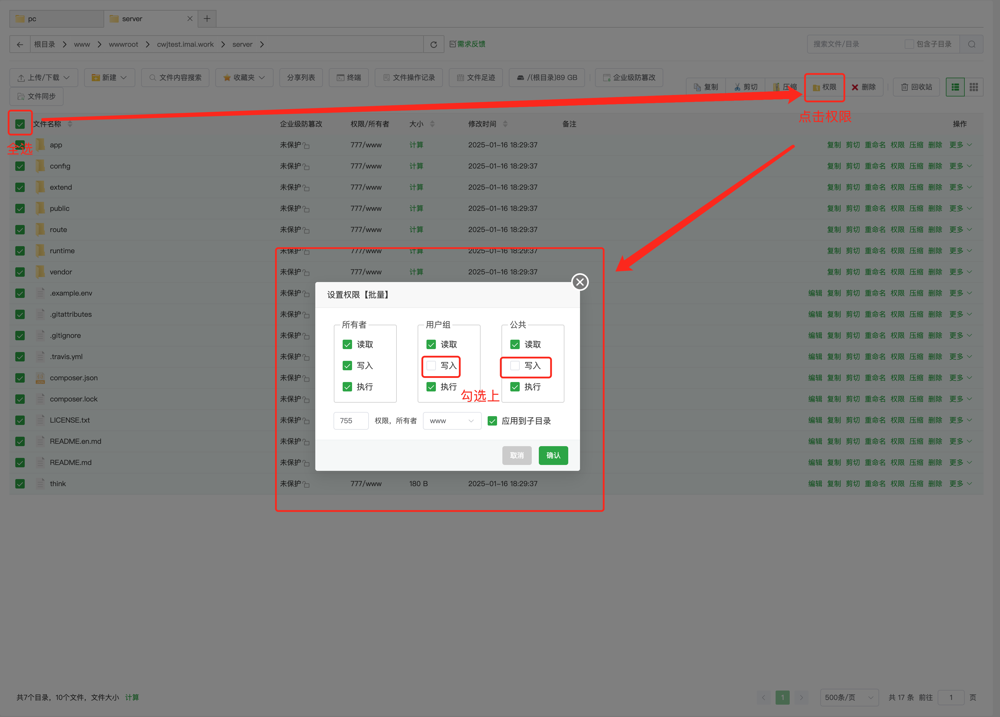 pc
server
根目录 www wwwroot cwjtest.imai.work server
需求反馈
搜索文件/目录 包含子目录
上传/下载 新建 文件内容搜索 收藏夹 分享列表 终端 文件操作记录 文件足迹 /(根目录)89 GB 企业级防篡改
复制 剪切 压缩 权限 删除 回收站
文件同步
点击权限
文件名称 企业级防篡改 权限/所有者 大小 修改时间 备注 操作
全选
app 未保护 777/www 计算 2025-01-16 18:29:37 复制 剪切 重命名 权限 压缩 删除 更多
config 未保护 777/www 计算 2025-01-16 18:29:37 复制 剪切 重命名 权限 压缩 删除 更多
extend 未保护 777/www 计算 2025-01-16 18:29:37 复制 剪切 重命名 权限 压缩 删除 更多
public 未保护 777/www 计算 2025-01-16 18:29:37 复制 剪切 重命名 权限 压缩 删除 更多
route 未保护 777/www 计算 2025-01-16 18:29:37 复制 剪切 重命名 权限 压缩 删除 更多
runtime 未保护 777/www 计算 2025-01-16 18:29:37 复制 剪切 重命名 权限 压缩 删除 更多
vendor 未保护 777/www 计算 2025-01-16 18:29:37 复制 剪切 重命名 权限 压缩 删除 更多
.example.env 未保护 编辑 复制 剪切 重命名 权限 压缩 删除 更多
.gitattributes 未保护 编辑 复制 剪切 重命名 权限 压缩 删除 更多
.gitignore 未保护 编辑 复制 剪切 重命名 权限 压缩 删除 更多
.travis.yml 未保护 编辑 复制 剪切 重命名 权限 压缩 删除 更多
composer.json 未保护 编辑 复制 剪切 重命名 权限 压缩 删除 更多
composer.lock 未保护 编辑 复制 剪切 重命名 权限 压缩 删除 更多
LICENSE.txt 未保护 编辑 复制 剪切 重命名 权限 压缩 删除 更多
README.en.md 未保护 编辑 复制 剪切 重命名 权限 压缩 删除 更多
README.md 未保护 编辑 复制 剪切 重命名 权限 压缩 删除 更多
think 未保护 777/www 180 B 2025-01-16 18:29:37 编辑 复制 剪切 重命名 权限 压缩 删除 更多
设置权限【批量】
所有者 用户组 公共
读取 读取 读取
写入 写入 写入
执行 执行 执行
勾选上
755 权限，所有者 www 应用到子目录
取消 确认
共7个目录，10个文件，文件大小 计算
1 500条/页 共 17 条 前往 1 页